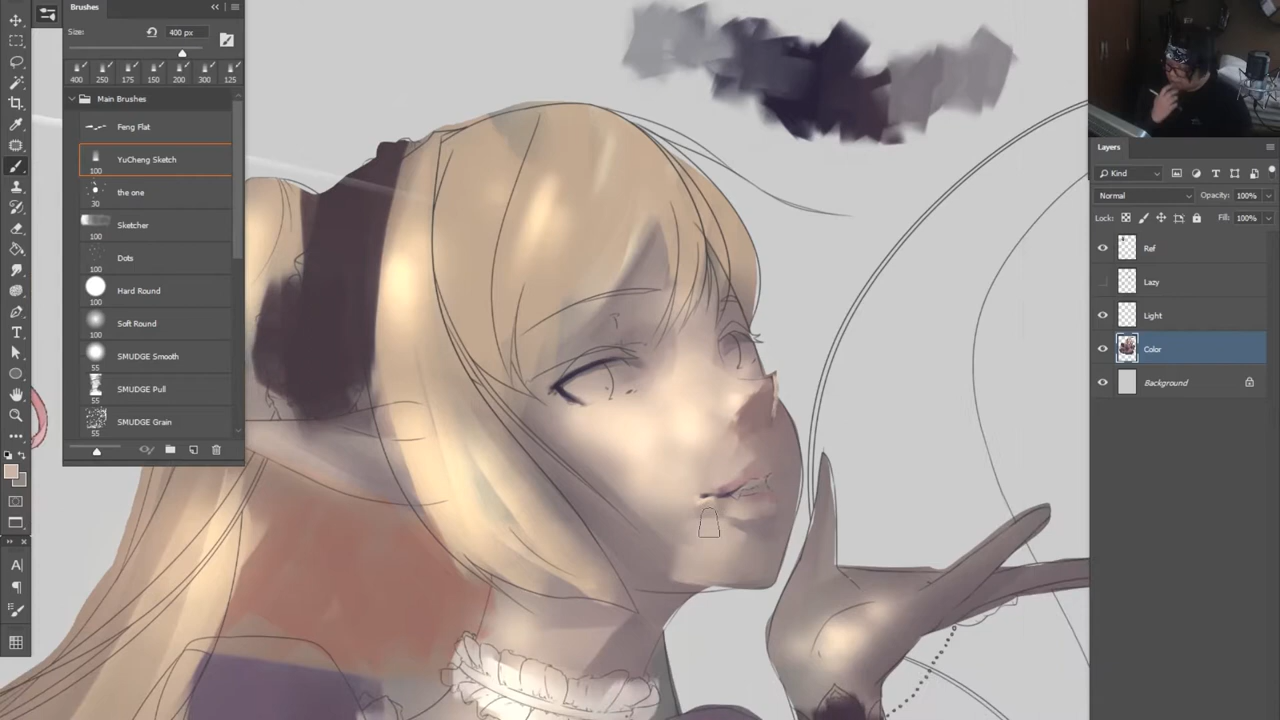 Brushes
Size: 400 px
400 250 175 150 200 300 125
Main Brushes
Feng Flat
YuCheng Sketch
100
the one
30
Sketcher
100
Dots
100
Hard Round
100
Soft Round
100
SMUDGE Smooth
55
SMUDGE Pull
55
SMUDGE Grain
55
Layers
Kind
Normal Opacity: 100%
Lock: Fill: 100%
Ref
Lazy
Light
Color
Background